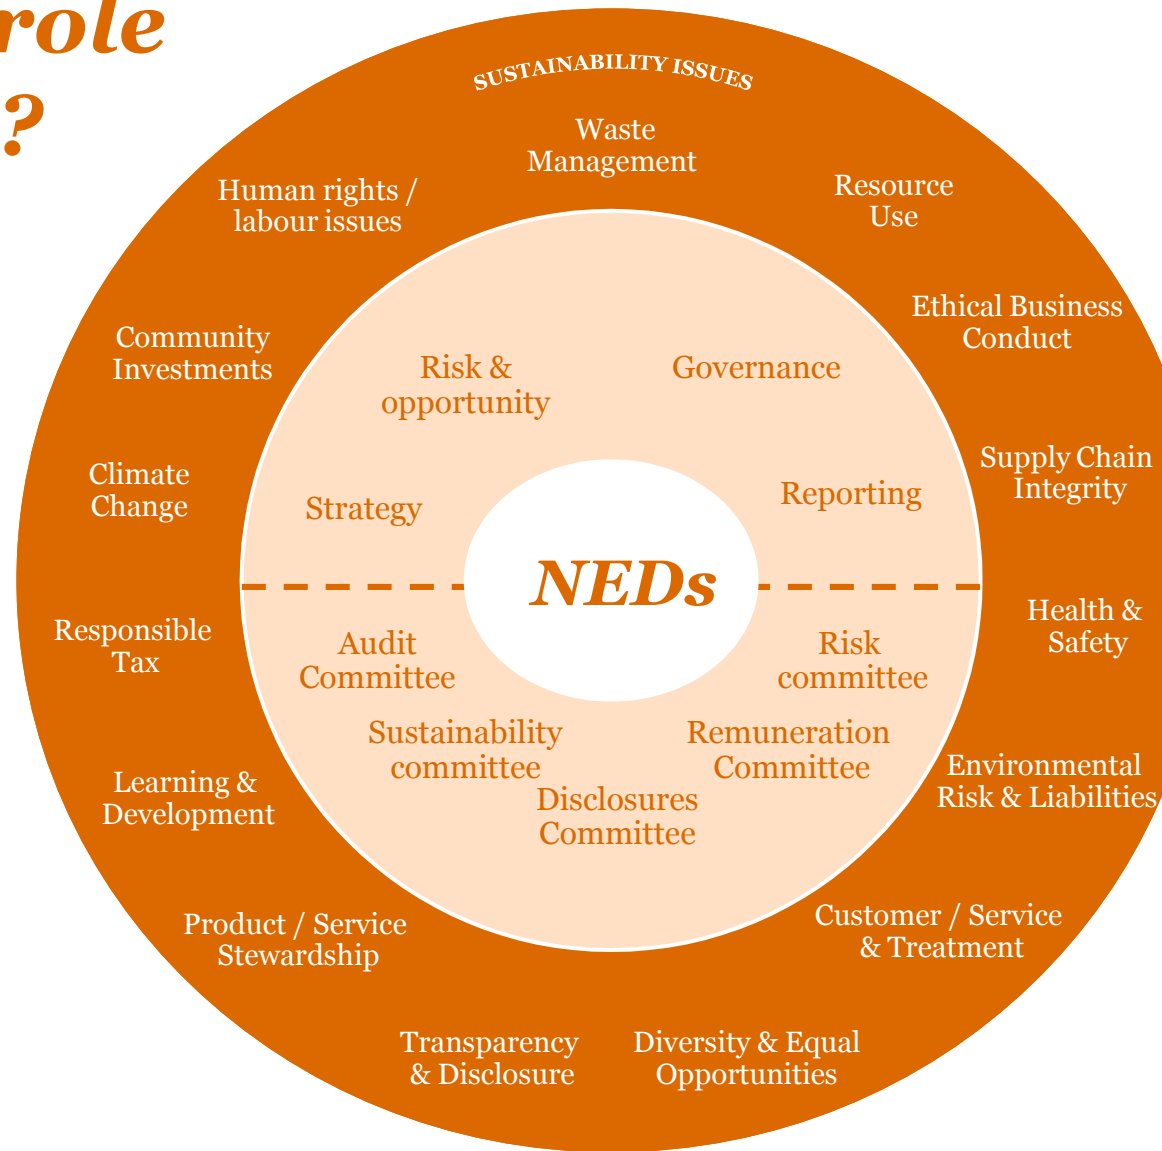 role
?
SUSTAINABILITY ISSUES
Waste
Management
Resource
Use
Ethical Business
Conduct
Supply Chain
Integrity
Health &
Safety
Environmental
Risk & Liabilities
Customer / Service
& Treatment
Diversity & Equal
Opportunities
Transparency
& Disclosure
Product / Service
Stewardship
Learning &
Development
Responsible
Tax
Climate
Change
Community
Investments
Human rights /
labour issues
Risk &
opportunity
Governance
Strategy
Reporting
NEDs
Audit
Committee
Risk
committee
Sustainability
committee
Remuneration
Committee
Disclosures
Committee